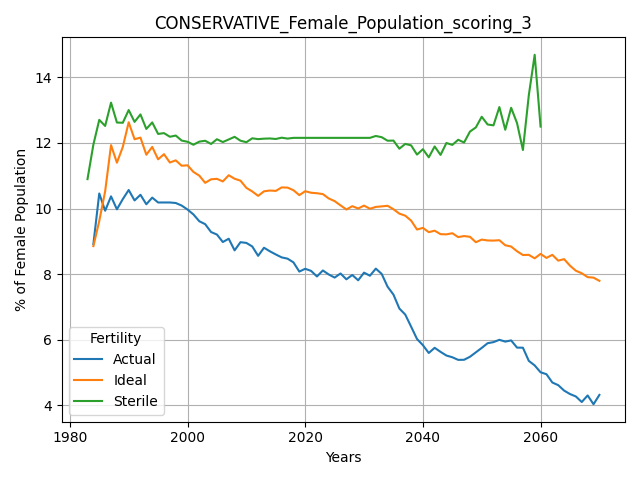 CONSERVATIVE_Female_Population_scoring_3
% of Female Population
14
12
10
8
6
4
Fertility
Actual
Ideal
Sterile
1980
2000
2020
2040
2060
Years